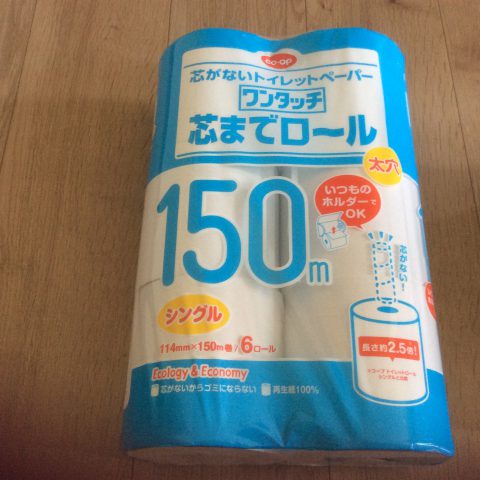 co·op
芯がないトイレットペーパー
ワンタッチ
芯までロール
太穴
いつもの
ホルダーで
OK
150m
芯がない!
シングル
114mm×150m巻/6ロール
長さ約2.5倍!
Ecology & Economy
芯がないからゴミにならない 再生紙100%